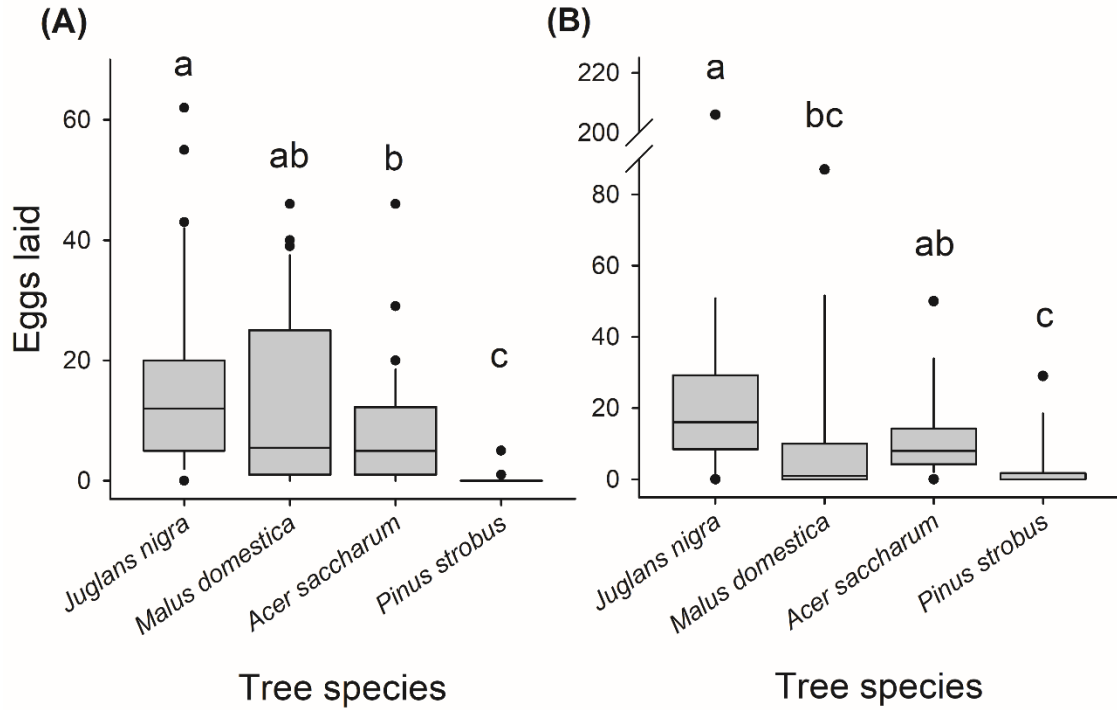 (A)
Eggs laid
60
40
20
0
a
ab
b
c
Juglans nigra
Malus domestica
Acer saccharum
Pinus strobus
Tree species
(B)
220
200
80
60
40
20
0
a
bc
ab
c
Juglans nigra
Malus domestica
Acer saccharum
Pinus strobus
Tree species